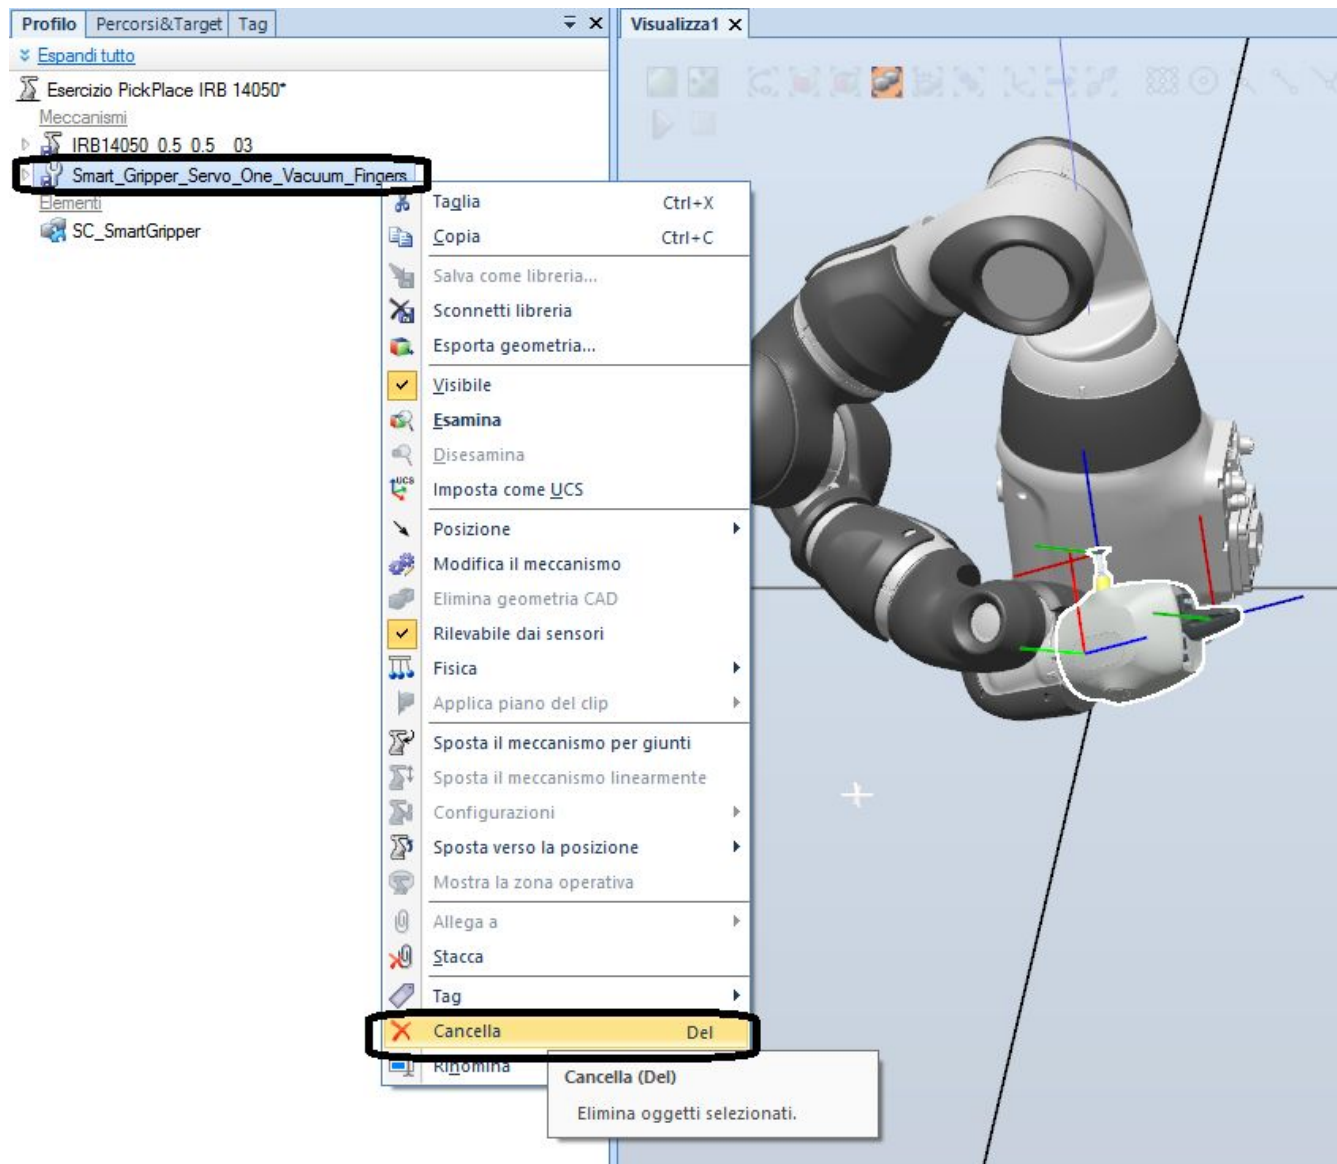 Profilo Percorsi&Target Tag
Visualizza1
Espandi tutto
Esercizio PickPlace IRB 14050*
Meccanismi
IRB14050_0.5_0.5__03
Smart_Gripper_Servo_One_Vacuum_Fingers
Elementi
SC_SmartGripper
Taglia Ctrl+X
Copia Ctrl+C
Salva come libreria...
Sconnetti libreria
Esporta geometria...
Visibile
Esamina
Disesamina
UCS Imposta come UCS
Posizione
Modifica il meccanismo
Elimina geometria CAD
Rilevabile dai sensori
Fisica
Applica piano del clip
Sposta il meccanismo per giunti
Sposta il meccanismo linearmente
Configurazioni
Sposta verso la posizione
Mostra la zona operativa
Allega a
Stacca
Tag
Cancella Del
Rinomina
Cancella (Del)
Elimina oggetti selezionati.